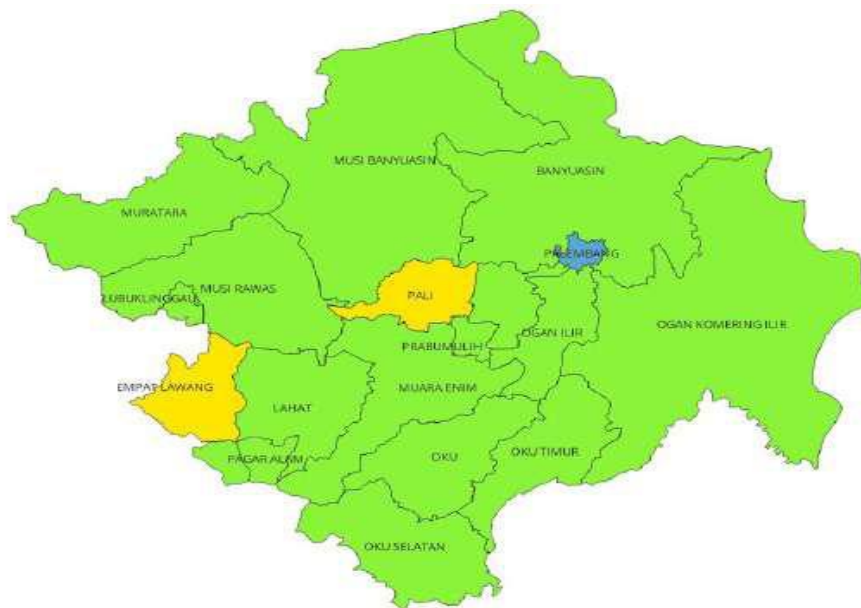 MUSI BANYUASIN
BANYUASIN
MURATARA
PALEMBANG
MUSI RAWAS
LUBUKLINGGAU
PALI
OGAN KOMERING ILIR
OGAN ILIR
PRABUMULIH
EMPAT LAWANG
MUARA ENIM
LAHAT
PAGAR ALAM
OKU
OKU TIMUR
OKU SELATAN